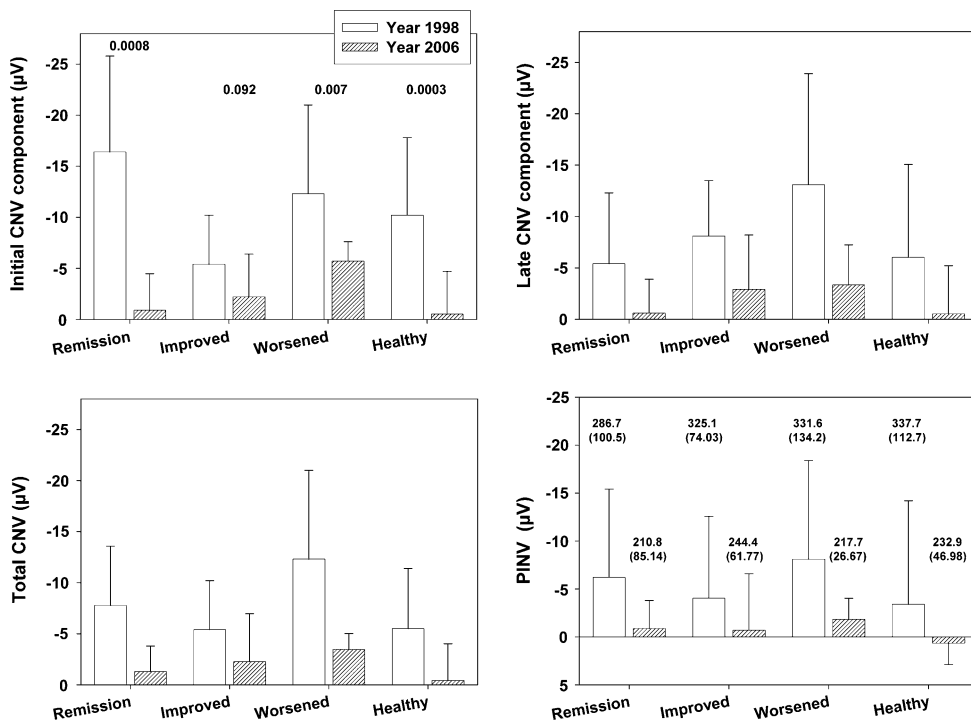 Year 1998
Year 2006
Initial CNV component (µV)
-25
-20
-15
-10
-5
0
0.0008
0.092
0.007
0.0003
Remission
Improved
Worsened
Healthy
Late CNV component (µV)
-25
-20
-15
-10
-5
0
Remission
Improved
Worsened
Healthy
Total CNV (µV)
-25
-20
-15
-10
-5
0
Remission
Improved
Worsened
Healthy
PINV (µV)
-25
-20
-15
-10
-5
0
5
286.7
(100.5)
325.1
(74.03)
331.6
(134.2)
337.7
(112.7)
210.8
(85.14)
244.4
(61.77)
217.7
(26.67)
232.9
(46.98)
Remission
Improved
Worsened
Healthy